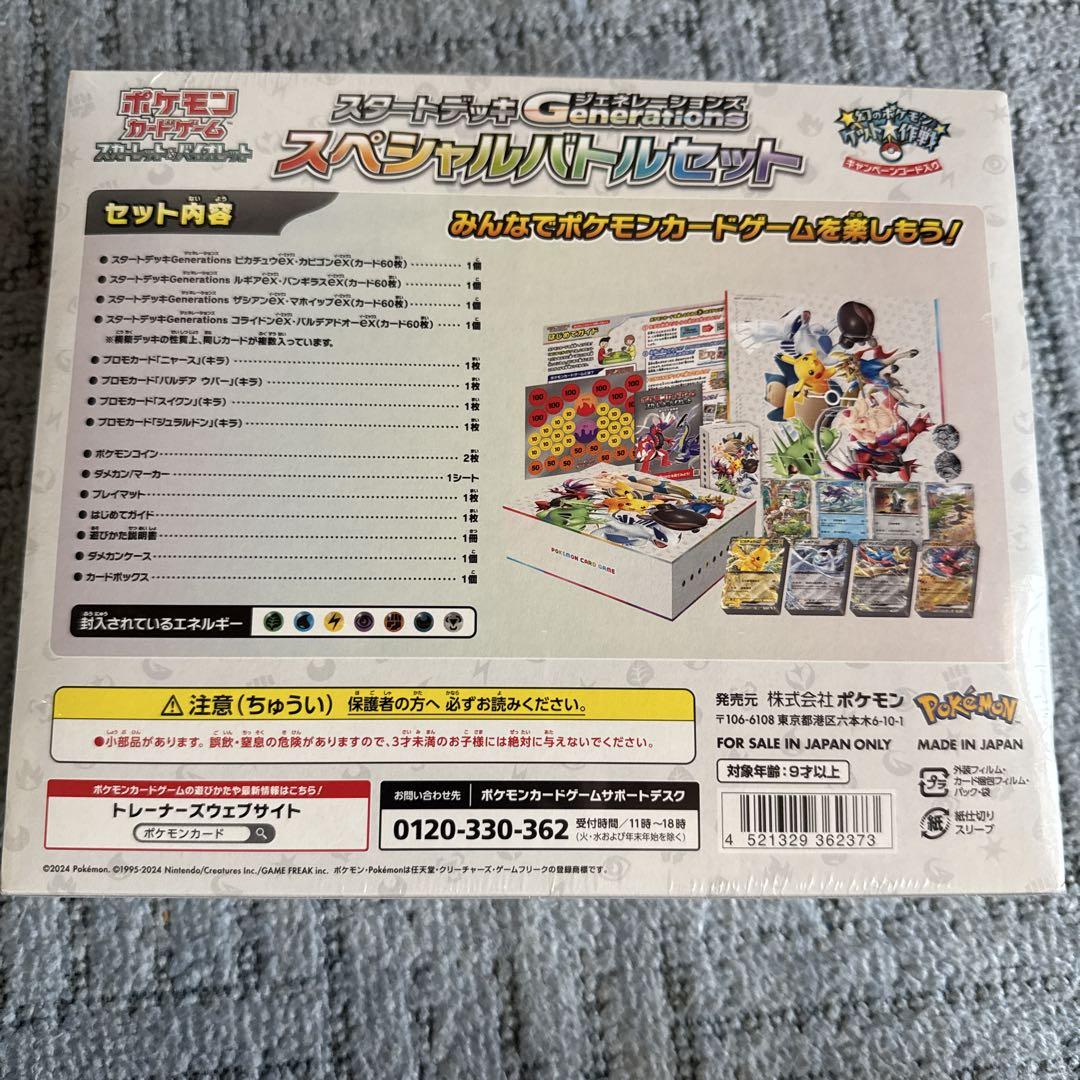 ポケモン
カードゲーム
スカーレット&バイオレット
スタートデッキ Generations
ジェネレーションズ
スペシャルバトルセット
幻のポケモン
ゲット大作戦
キャンペーンコード入り
セット内容
みんなでポケモンカードゲームを楽しもう!
●スタートデッキGenerations ピカチュウex・カビゴンex(カード60枚) 1個
●スタートデッキGenerations ルギアex・バンギラスex(カード60枚) 1個
●スタートデッキGenerations ザシアンex・マホイップex(カード60枚) 1個
●スタートデッキGenerations コライドンex・パルデアドオーex(カード60枚) 1個
※構築デッキの性質上、同じカードが複数入っています。
●プロモカード「ニャース」(キラ) 1枚
●プロモカード「パルデア ウパー」(キラ) 1枚
●プロモカード「スイクン」(キラ) 1枚
●プロモカード「ジュラルドン」(キラ) 1枚
●ポケモンコイン 2枚
●ダメカン/マーカー 1シート
●プレイマット 1枚
●はじめてガイド 1枚
●遊びかた説明書 1冊
●ダメカンケース 1個
●カードボックス 1個
はじめてガイド
POKÉMON CARD GAME
封入されているエネルギー
⚠注意(ちゅうい) 保護者の方へ 必ずお読みください。
●小部品があります。誤飲・窒息の危険がありますので、3才未満のお子様には絶対に与えないでください。
ポケモンカードゲームの遊びかたや最新情報はこちら!
トレーナーズウェブサイト
ポケモンカード
お問い合わせ先 ポケモンカードゲームサポートデスク
0120-330-362 受付時間/11時~18時
(火・水および年末年始を除く)
発売元 株式会社 ポケモン
〒106-6108 東京都港区六本木6-10-1
POKéMON
FOR SALE IN JAPAN ONLY MADE IN JAPAN
対象年齢:9才以上
4 521329 362373
プラ
外装フィルム・
カード梱包フィルム・
パック・袋
紙
紙仕切り
スリーブ
©2024 Pokémon. ©1995-2024 Nintendo/Creatures Inc./GAME FREAK inc. ポケモン・Pokémonは任天堂・クリーチャーズ・ゲームフリークの登録商標です。